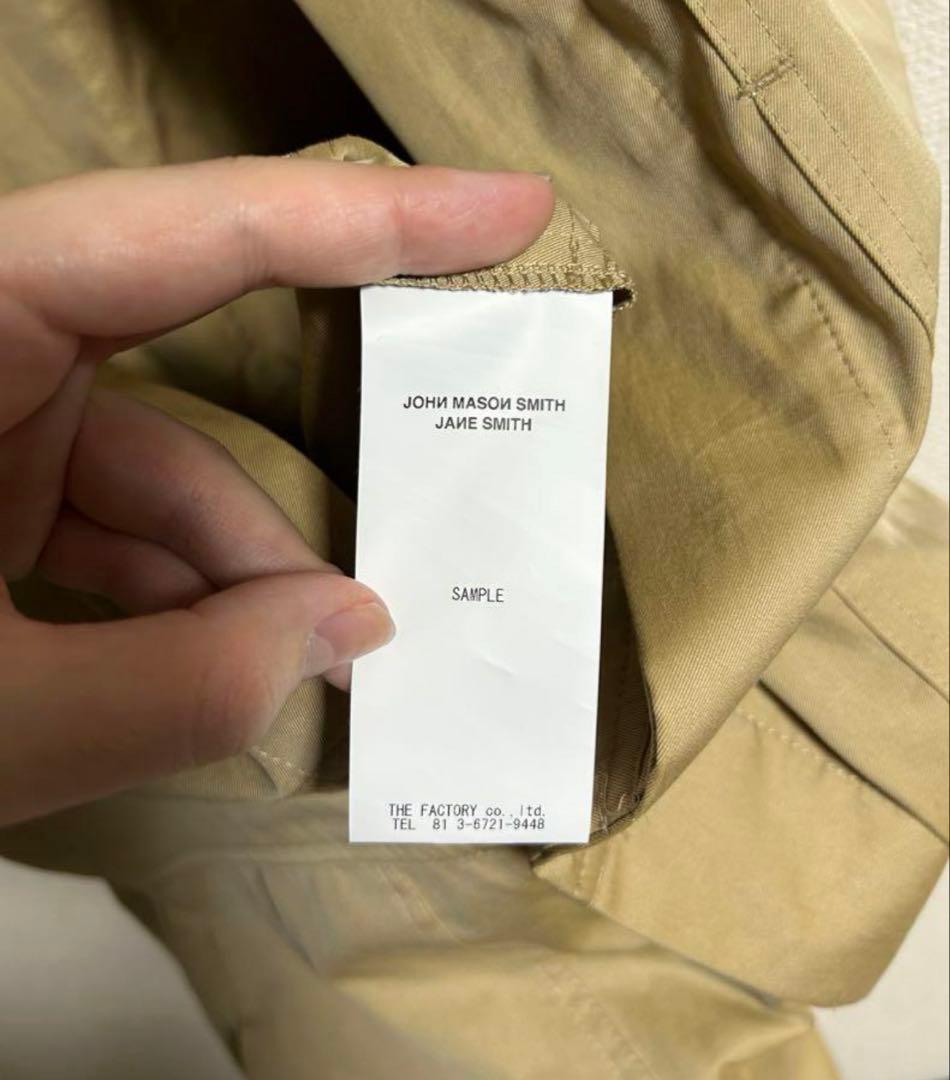 JOHИ MASOИ SMITH
JAИE SMITH
SAMPLE
THE FACTORY co., ltd.
TEL 81 3-6721-9448